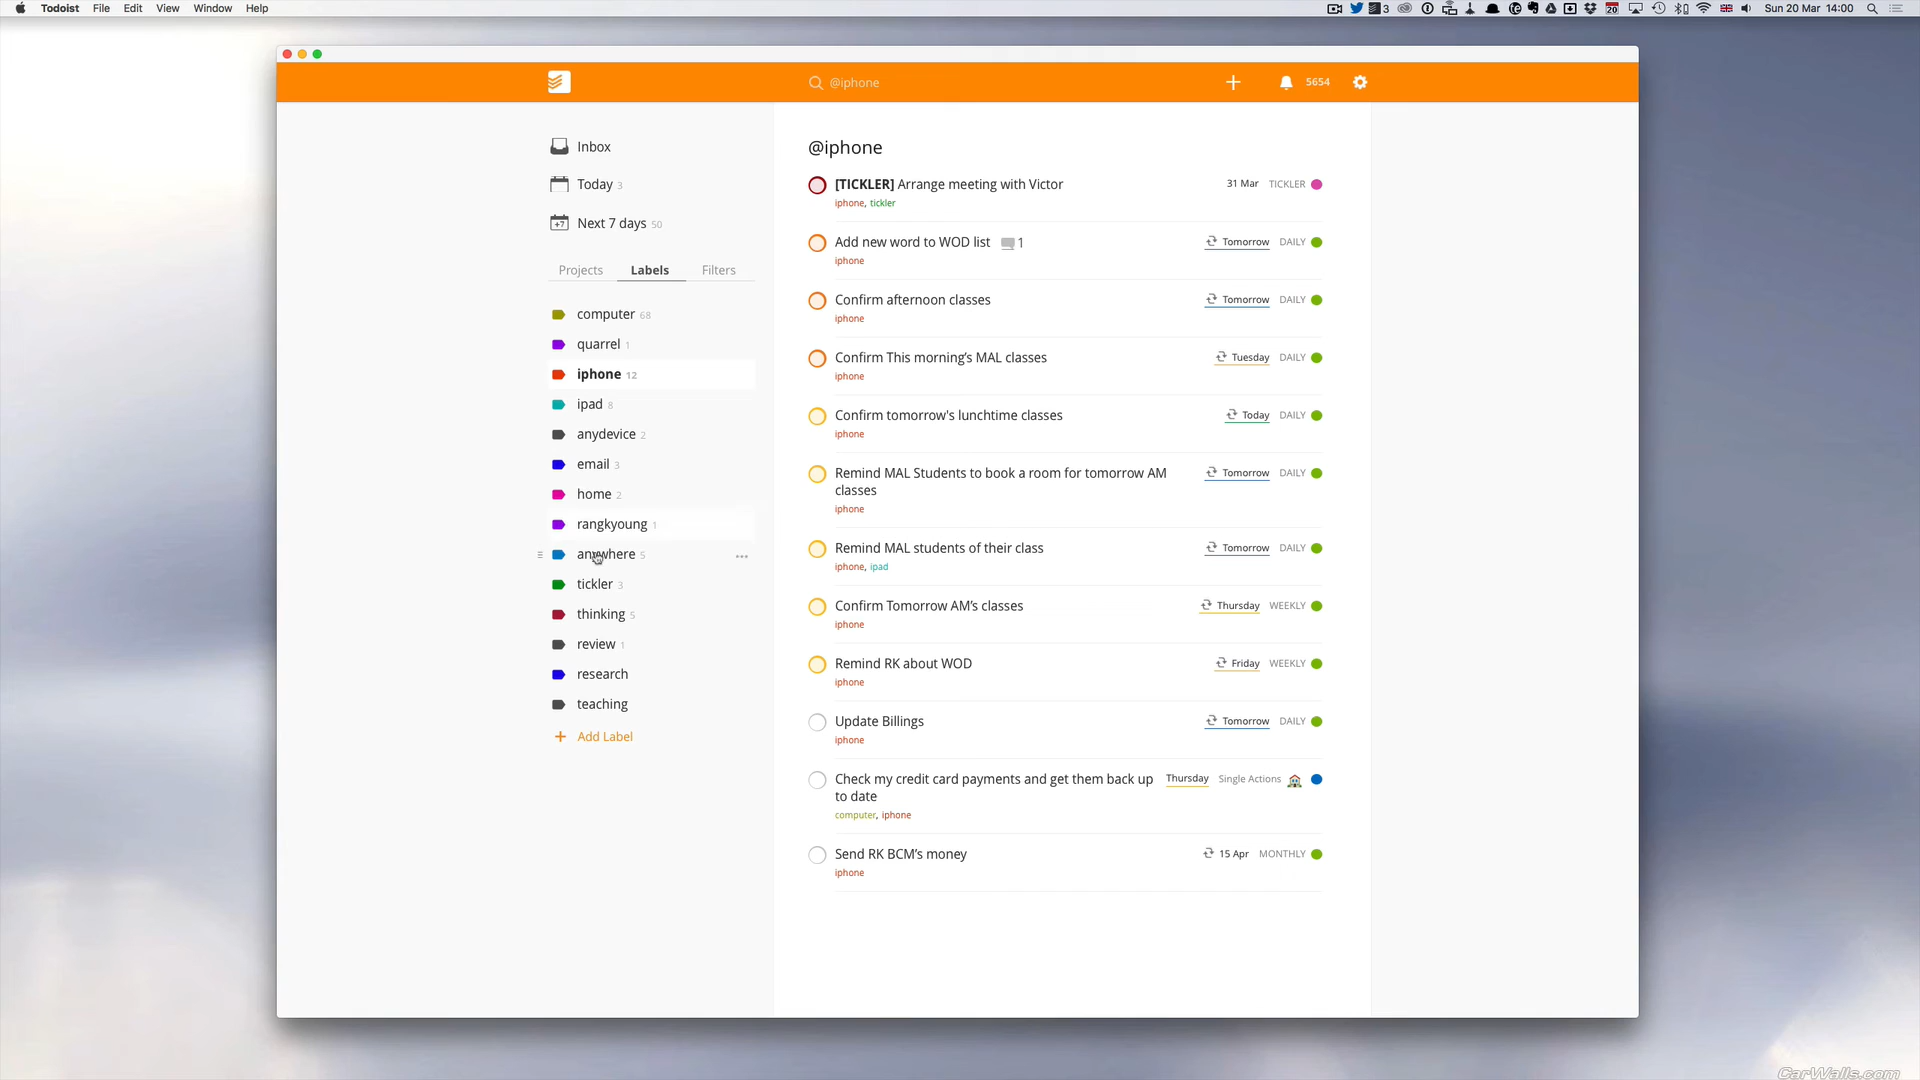 Todoist File Edit View Window Help
3
20
Sun 20 Mar 14:00
@iphone
5654
Inbox
Today 3
+7 Next 7 days 50
Projects Labels Filters
computer 68
quarrel 1
iphone 12
ipad 8
anydevice 2
email 3
home 2
rangkyoung 1
anywhere 5
tickler 3
thinking 5
review 1
research
teaching
+ Add Label
@iphone
[TICKLER] Arrange meeting with Victor 31 Mar TICKLER
iphone, tickler
Add new word to WOD list 1 Tomorrow DAILY
iphone
Confirm afternoon classes Tomorrow DAILY
iphone
Confirm This morning's MAL classes Tuesday DAILY
iphone
Confirm tomorrow's lunchtime classes Today DAILY
iphone
Remind MAL Students to book a room for tomorrow AM Tomorrow DAILY
classes
iphone
Remind MAL students of their class Tomorrow DAILY
iphone, ipad
Confirm Tomorrow AM's classes Thursday WEEKLY
iphone
Remind RK about WOD Friday WEEKLY
iphone
Update Billings Tomorrow DAILY
iphone
Check my credit card payments and get them back up Thursday Single Actions
to date
computer, iphone
Send RK BCM's money 15 Apr MONTHLY
iphone
CarWalls.com